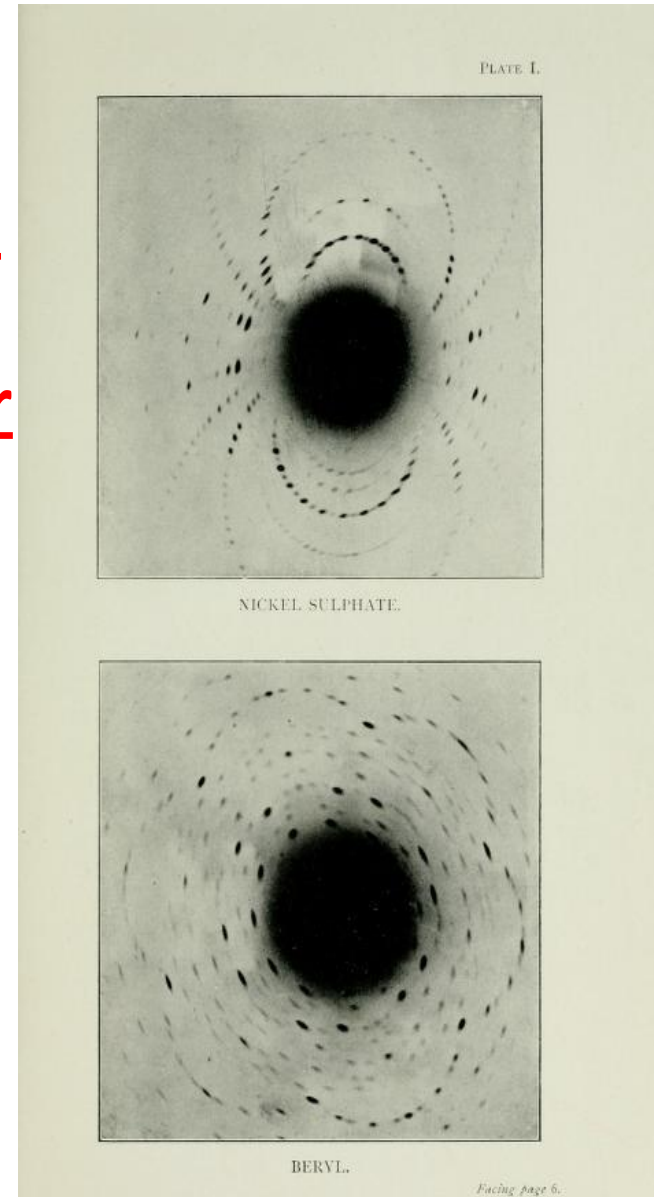 PLATE I.
NICKEL SULPHATE.
BERYL.
Facing page 6.